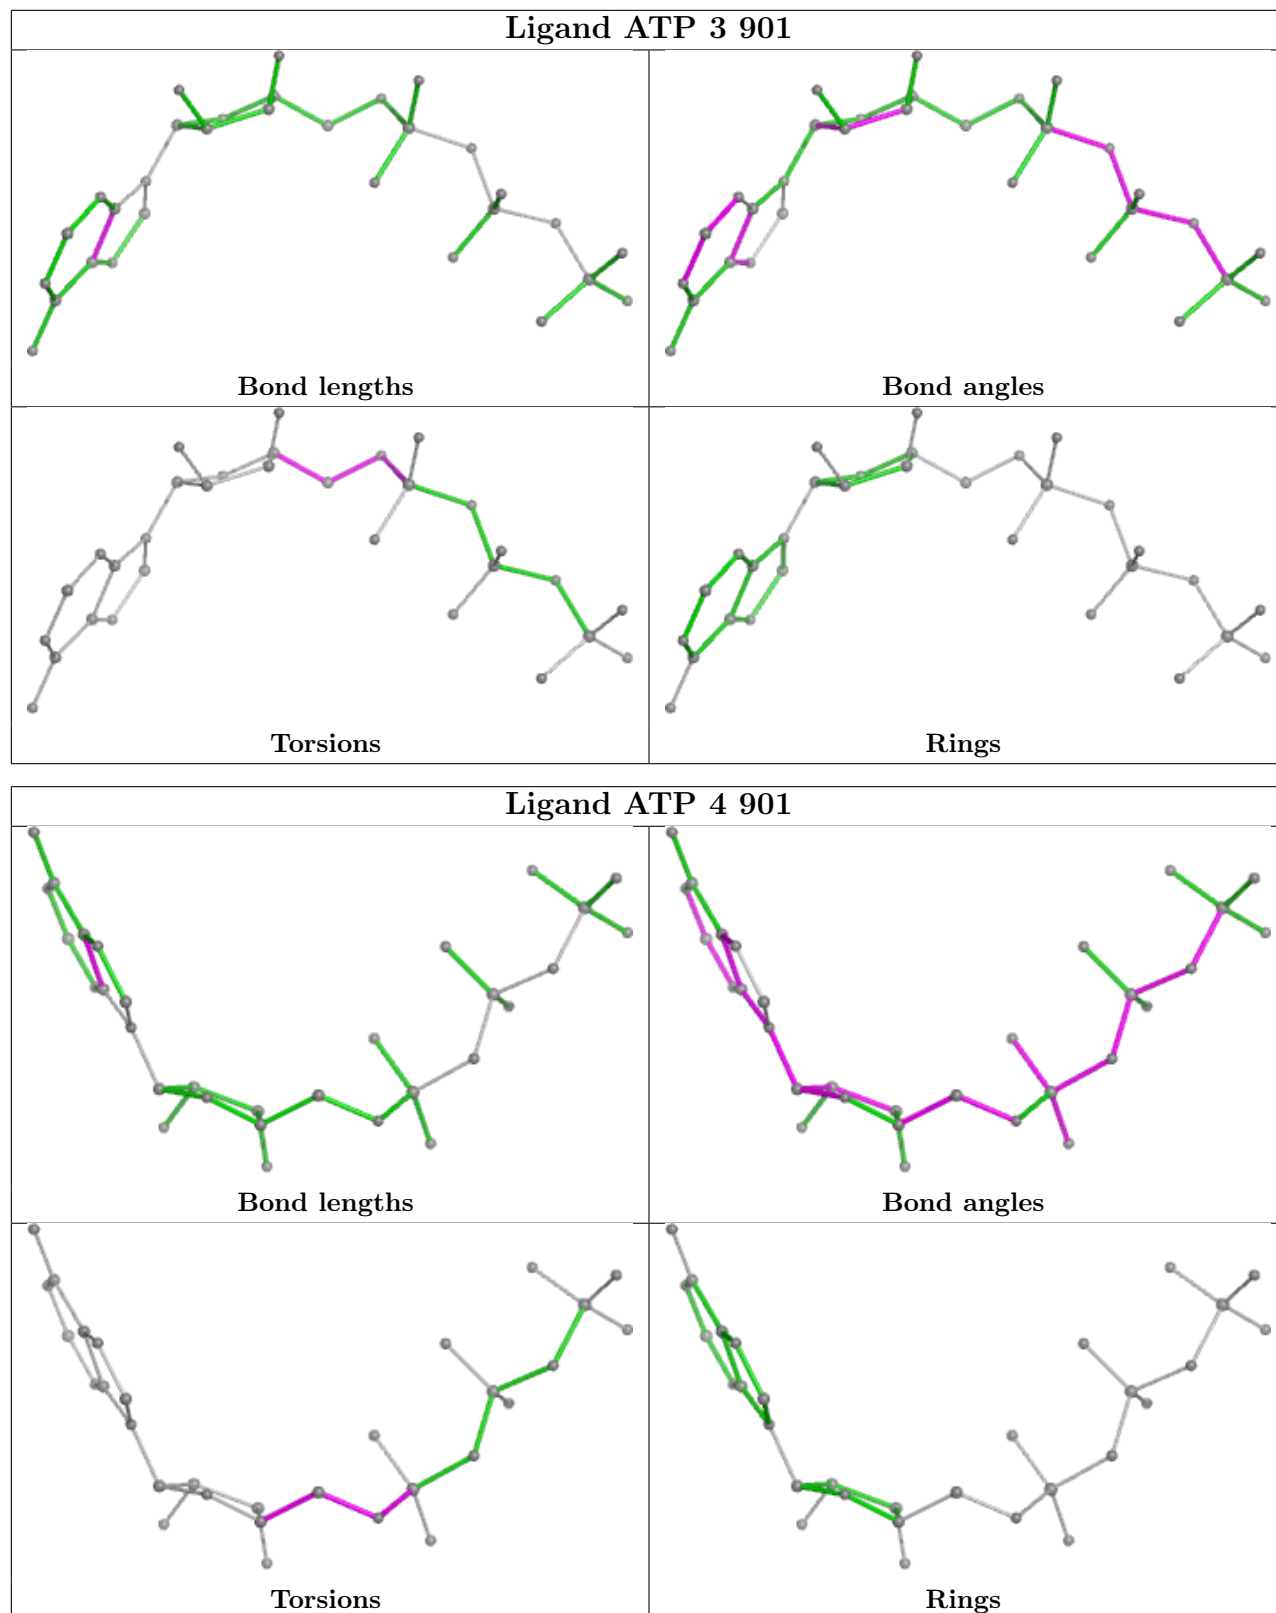 Ligand ATP 3 901
Bond lengths
Bond angles
Torsions
Rings
Ligand ATP 4 901
Bond lengths
Bond angles
Torsions
Rings